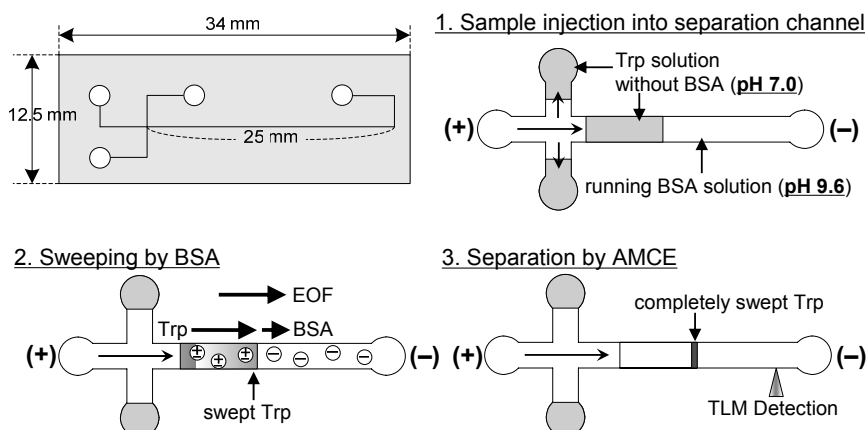 34 mm
12.5 mm
25 mm
1. Sample injection into separation channel
Trp solution
without BSA (pH 7.0)
(+)
(−)
running BSA solution (pH 9.6)
2. Sweeping by BSA
EOF
Trp
BSA
(+)
± ± ± − − − −
(−)
swept Trp
3. Separation by AMCE
completely swept Trp
(+)
(−)
TLM Detection